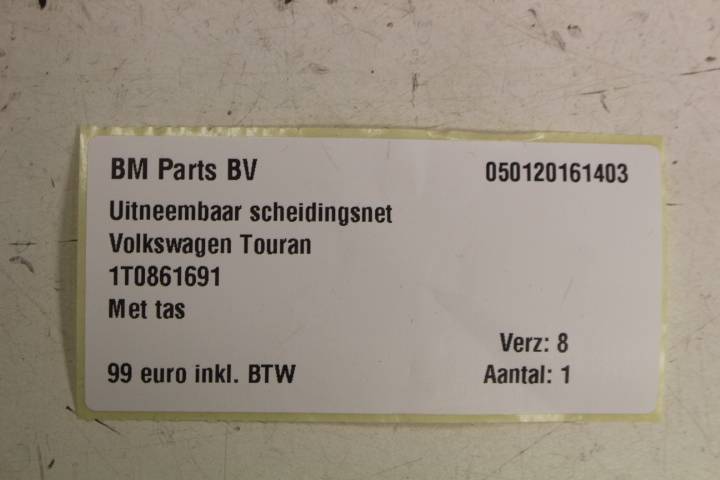 BM Parts BV 050120161403
Uitneembaar scheidingsnet
Volkswagen Touran
1T0861691
Met tas
Verz: 8
99 euro inkl. BTW Aantal: 1